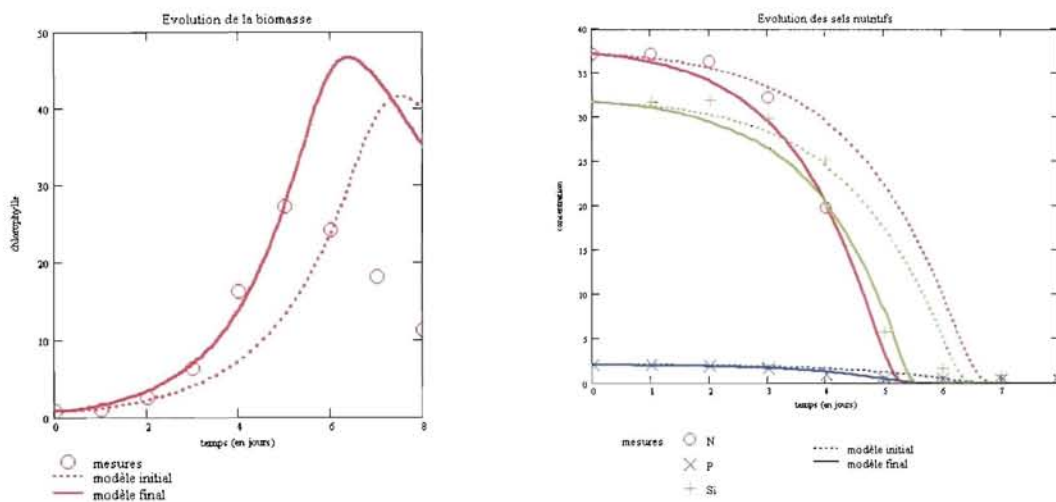 Evolution de la biomasse
50
40
30
20
10
0
0 2 4 6 8
chlorophylle
temps (en jours)
mesures
modèle initial
modèle final
Evolution des sels nutritifs
40
35
30
25
20
15
10
5
0
0 1 2 3 4 5 6 7
concentration
temps (en jours)
mesures
N
P
Si
modèle initial
modèle final